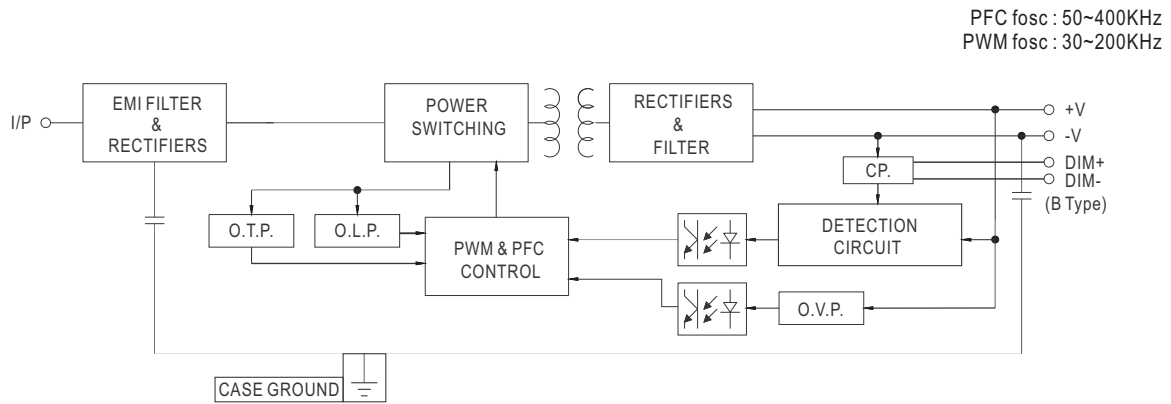 PFC fosc : 50~400KHz
PWM fosc : 30~200KHz
I/P
EMI FILTER
&
RECTIFIERS
POWER
SWITCHING
RECTIFIERS
&
FILTER
+V
-V
DIM+
DIM-
(B Type)
CP.
O.T.P.
O.L.P.
PWM & PFC
CONTROL
DETECTION
CIRCUIT
O.V.P.
CASE GROUND